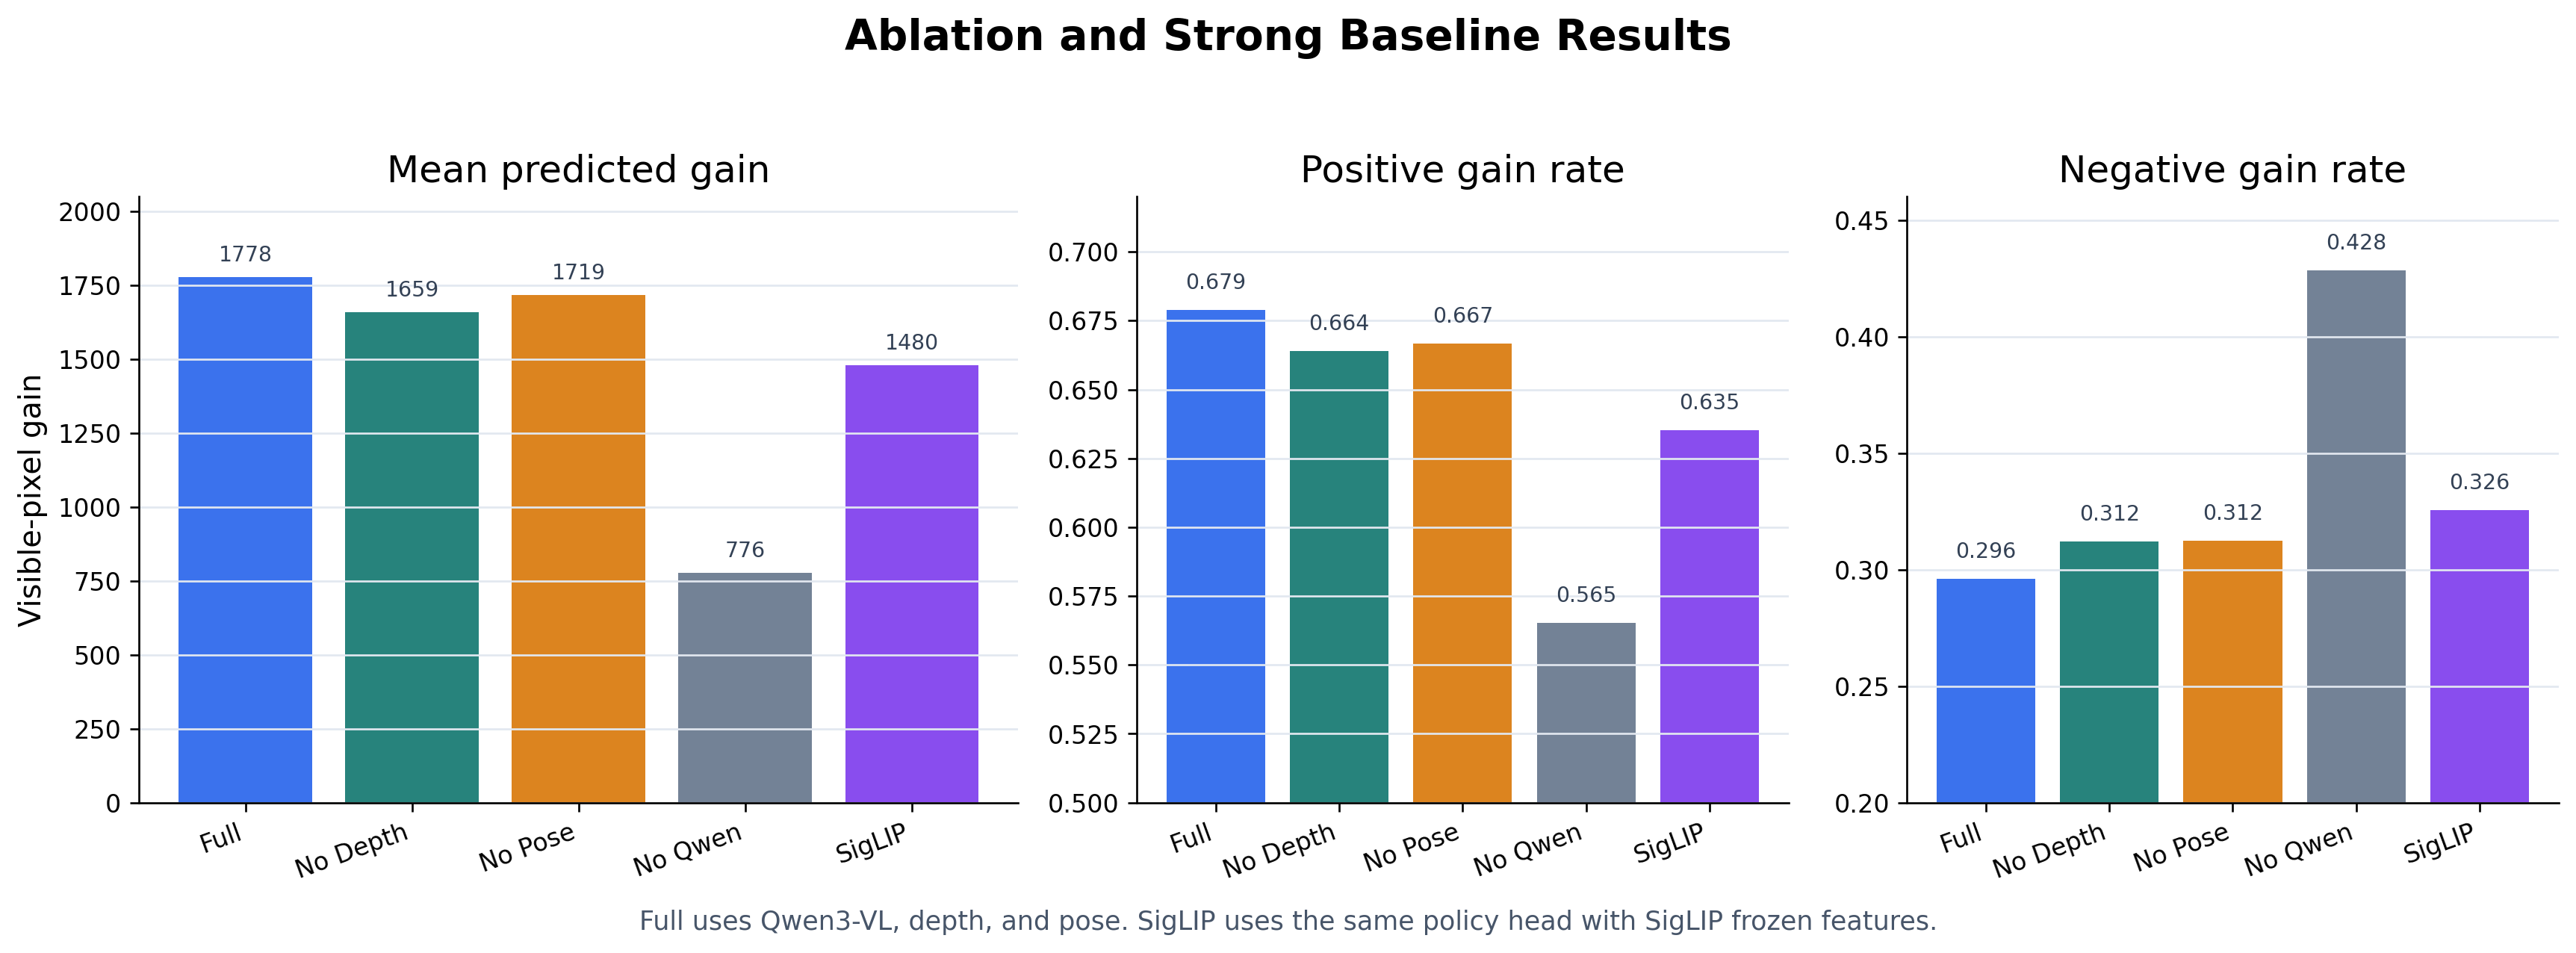 Ablation and Strong Baseline Results
Mean predicted gain
Visible-pixel gain
2000
1750
1500
1250
1000
750
500
250
0
1778
1659
1719
776
1480
Full
No Depth
No Pose
No Qwen
SigLIP
Positive gain rate
0.700
0.675
0.650
0.625
0.600
0.575
0.550
0.525
0.500
0.679
0.664
0.667
0.565
0.635
Full
No Depth
No Pose
No Qwen
SigLIP
Negative gain rate
0.45
0.40
0.35
0.30
0.25
0.20
0.296
0.312
0.312
0.428
0.326
Full
No Depth
No Pose
No Qwen
SigLIP
Full uses Qwen3-VL, depth, and pose. SigLIP uses the same policy head with SigLIP frozen features.